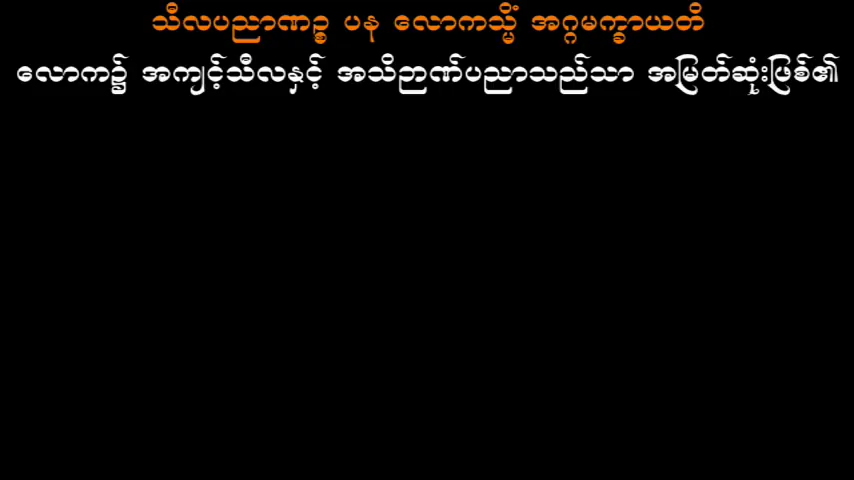 သီလပညာဏဉ္စ ပန လောကသ္မိံ အဂ္ဂမက္ခာယတိ
လောက၌ အကျင့်သီလနှင့် အသိဉာဏ်ပညာသည်သာ အမြတ်ဆုံးဖြစ်၏